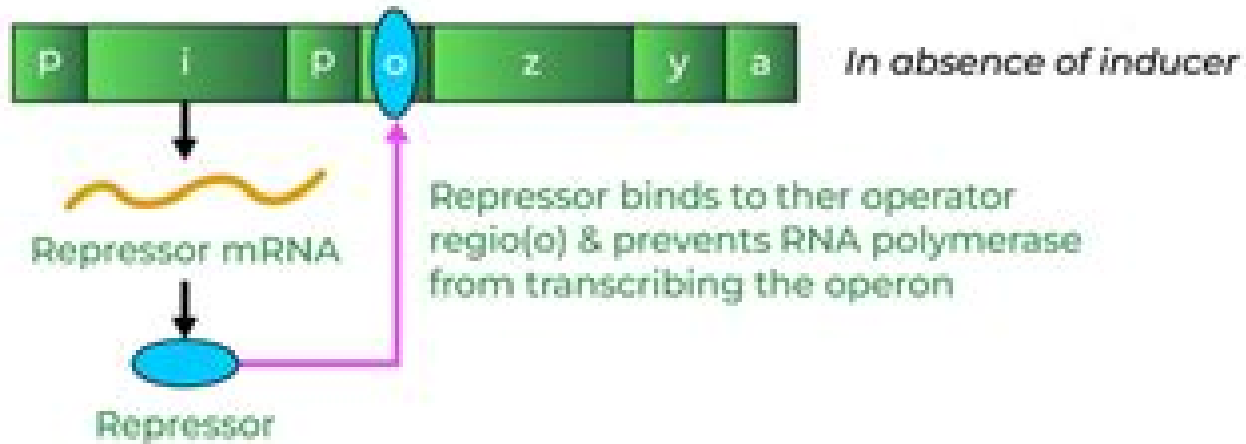 p i p o z y a In absence of inducer
Repressor binds to ther operator
regio(o) & prevents RNA polymerase
from transcribing the operon
Repressor mRNA
Repressor